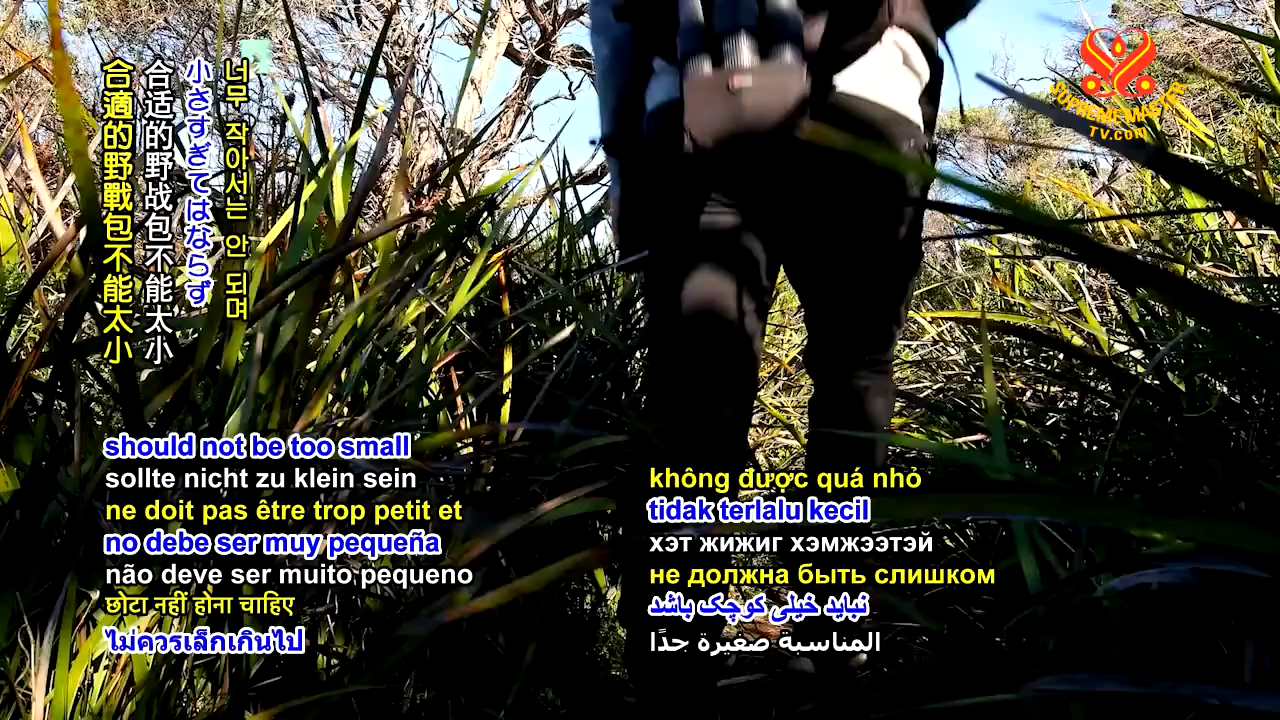 合適的野戰包不能太小
合适的野战包不能太小
小さすぎてはならず
너무 작아서는 안 되며
should not be too small
sollte nicht zu klein sein
ne doit pas être trop petit et
no debe ser muy pequeña
não deve ser muito pequeno
छोटा नहीं होना चाहिए
ไม่ควรเล็กเกินไป
không được quá nhỏ
tidak terlalu kecil
хэт жижиг хэмжээтэй
не должна быть слишком
نباید خیلی کوچک باشد
المناسبة صغيرة جدًا
SUPREME MASTER
TV.com